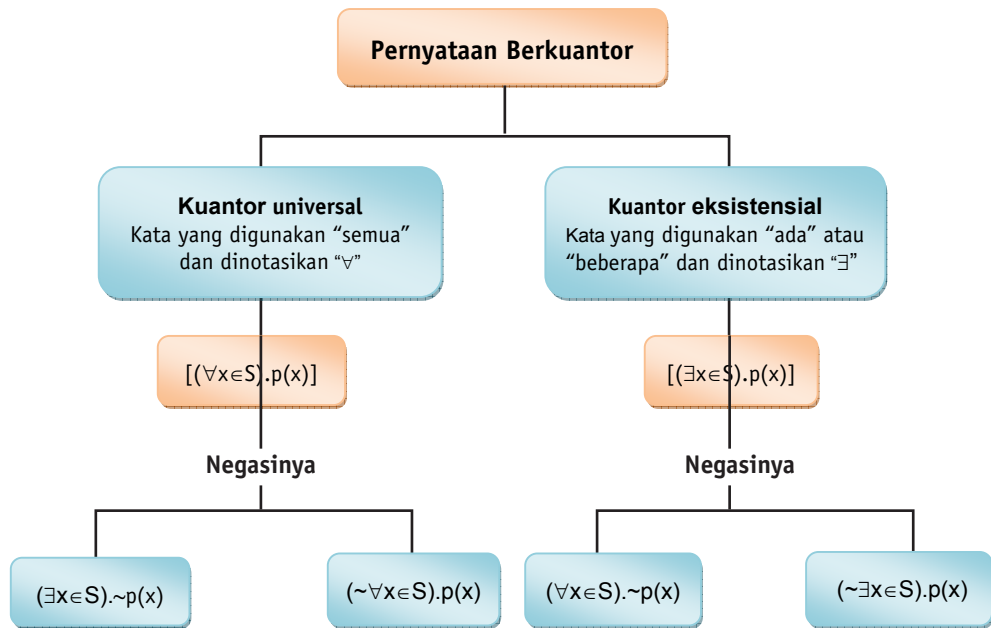 Pernyataan Berkuantor
Kuantor universal
Kata yang digunakan “semua”
dan dinotasikan “∀”
Kuantor eksistensial
Kata yang digunakan “ada” atau
“beberapa” dan dinotasikan “∃”
[(∀x∈S).p(x)]
[(∃x∈S).p(x)]
Negasinya
Negasinya
(∃x∈S).~p(x)
(~∀x∈S).p(x)
(∀x∈S).~p(x)
(~∃x∈S).p(x)